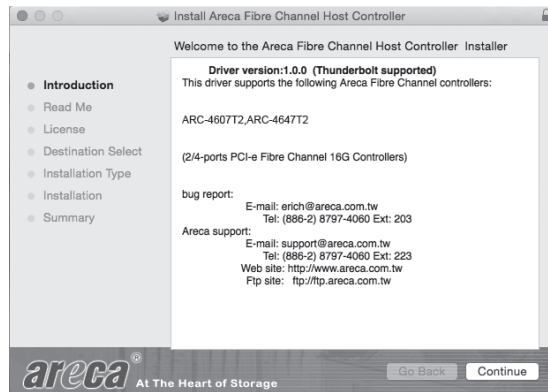 Install Areca Fibre Channel Host Controller
Welcome to the Areca Fibre Channel Host Controller Installer
Introduction
Read Me
License
Destination Select
Installation Type
Installation
Summary
Driver version:1.0.0 (Thunderbolt supported)
This driver supports the following Areca Fibre Channel controllers:
ARC-4607T2,ARC-4647T2
(2/4-ports PCI-e Fibre Channel 16G Controllers)
bug report:
E-mail: erich@areca.com.tw
Tel: (886-2) 8797-4060 Ext: 203
Areca support:
E-mail: support@areca.com.tw
Tel: (886-2) 8797-4060 Ext: 223
Web site: http://www.areca.com.tw
Ftp site: ftp://ftp.areca.com.tw
areca® At The Heart of Storage
Go Back
Continue